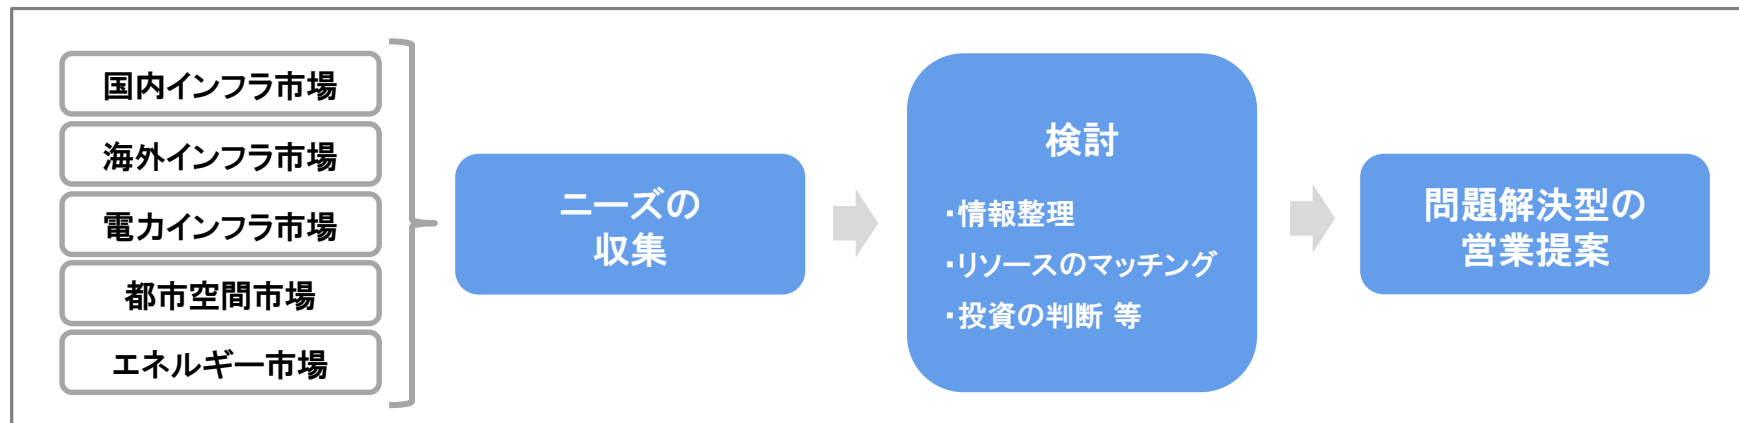 国内インフラ市場
海外インフラ市場
電力インフラ市場
都市空間市場
エネルギー市場
ニーズの
収集
検討
・情報整理
・リソースのマッチング
・投資の判断 等
問題解決型の
営業提案